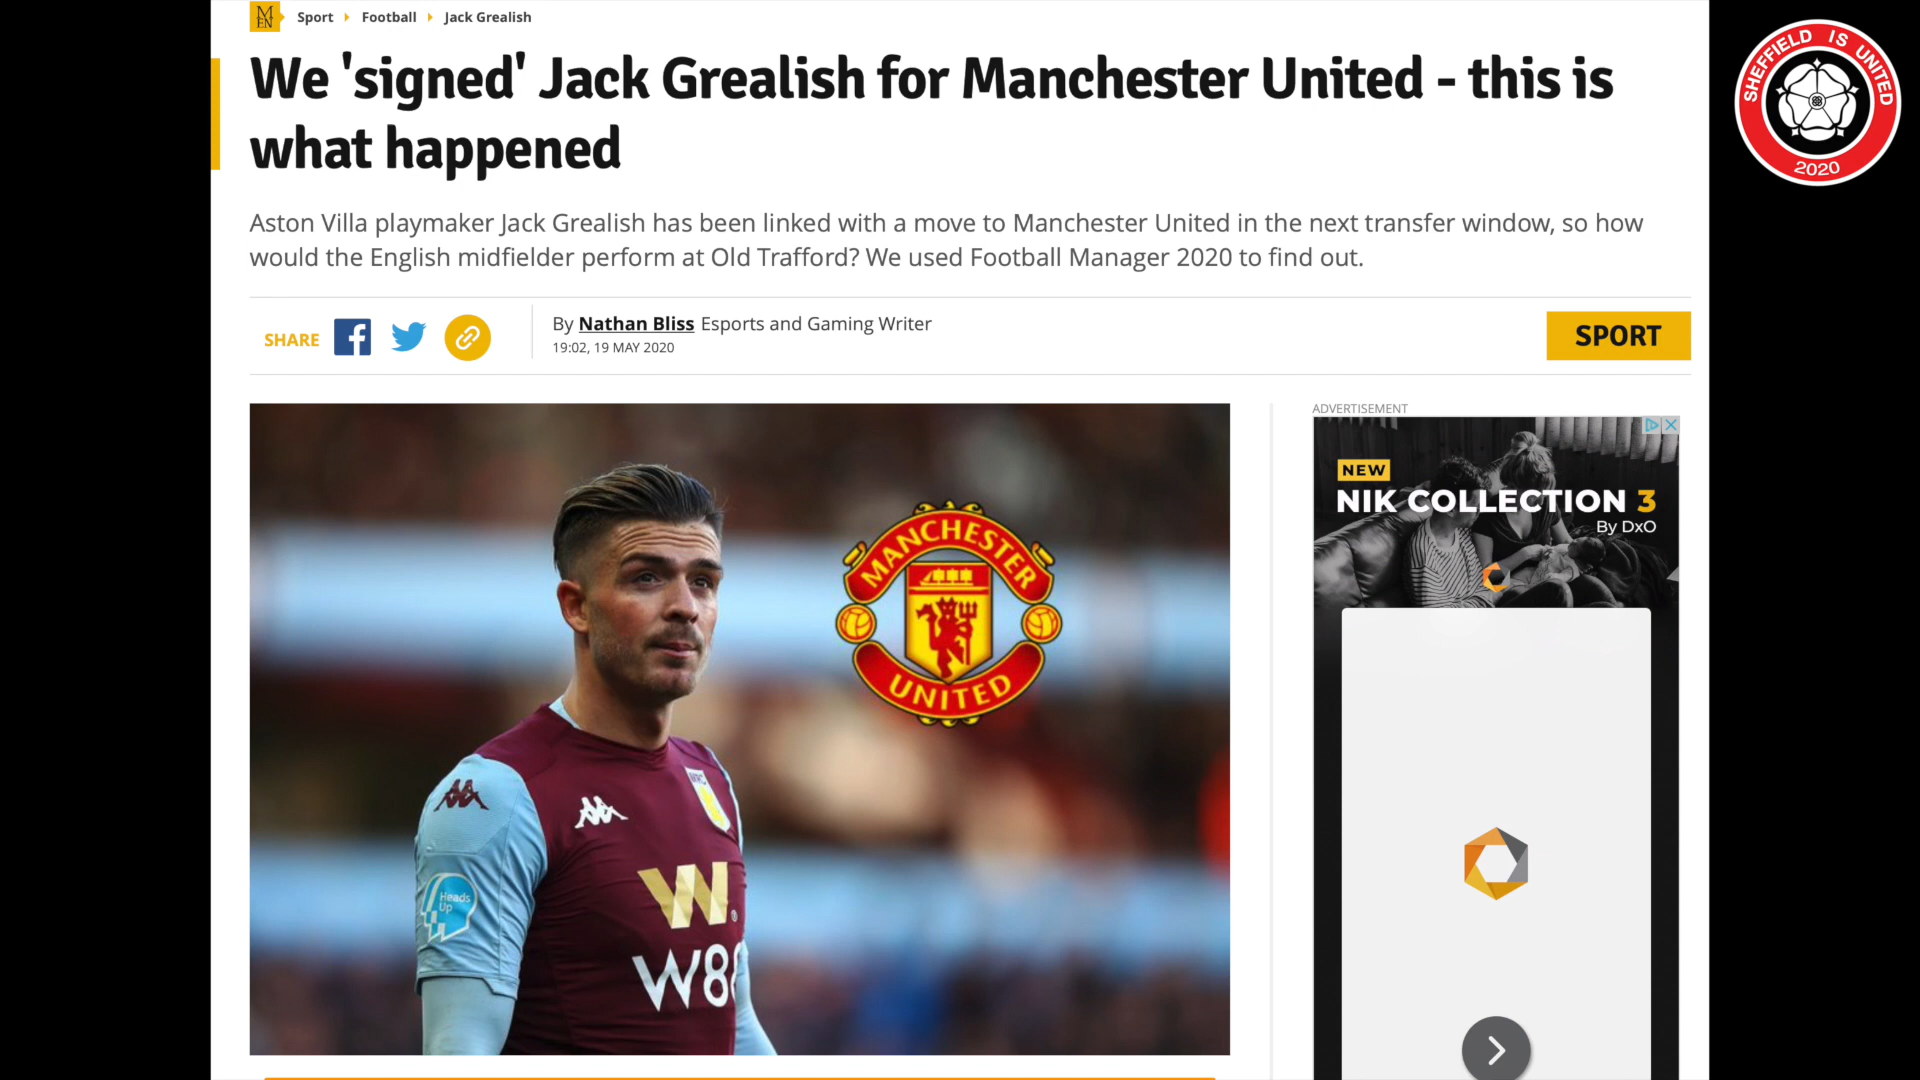 MEN
Sport
Football
Jack Grealish
We 'signed' Jack Grealish for Manchester United - this is
what happened
Aston Villa playmaker Jack Grealish has been linked with a move to Manchester United in the next transfer window, so how
would the English midfielder perform at Old Trafford? We used Football Manager 2020 to find out.
SHARE
By Nathan Bliss Esports and Gaming Writer
19:02, 19 MAY 2020
SPORT
SHEFFIELD IS UNITED
2020
MANCHESTER
UNITED
Heads
Up
W
W88
ADVERTISEMENT
NEW
NIK COLLECTION 3
By DxO